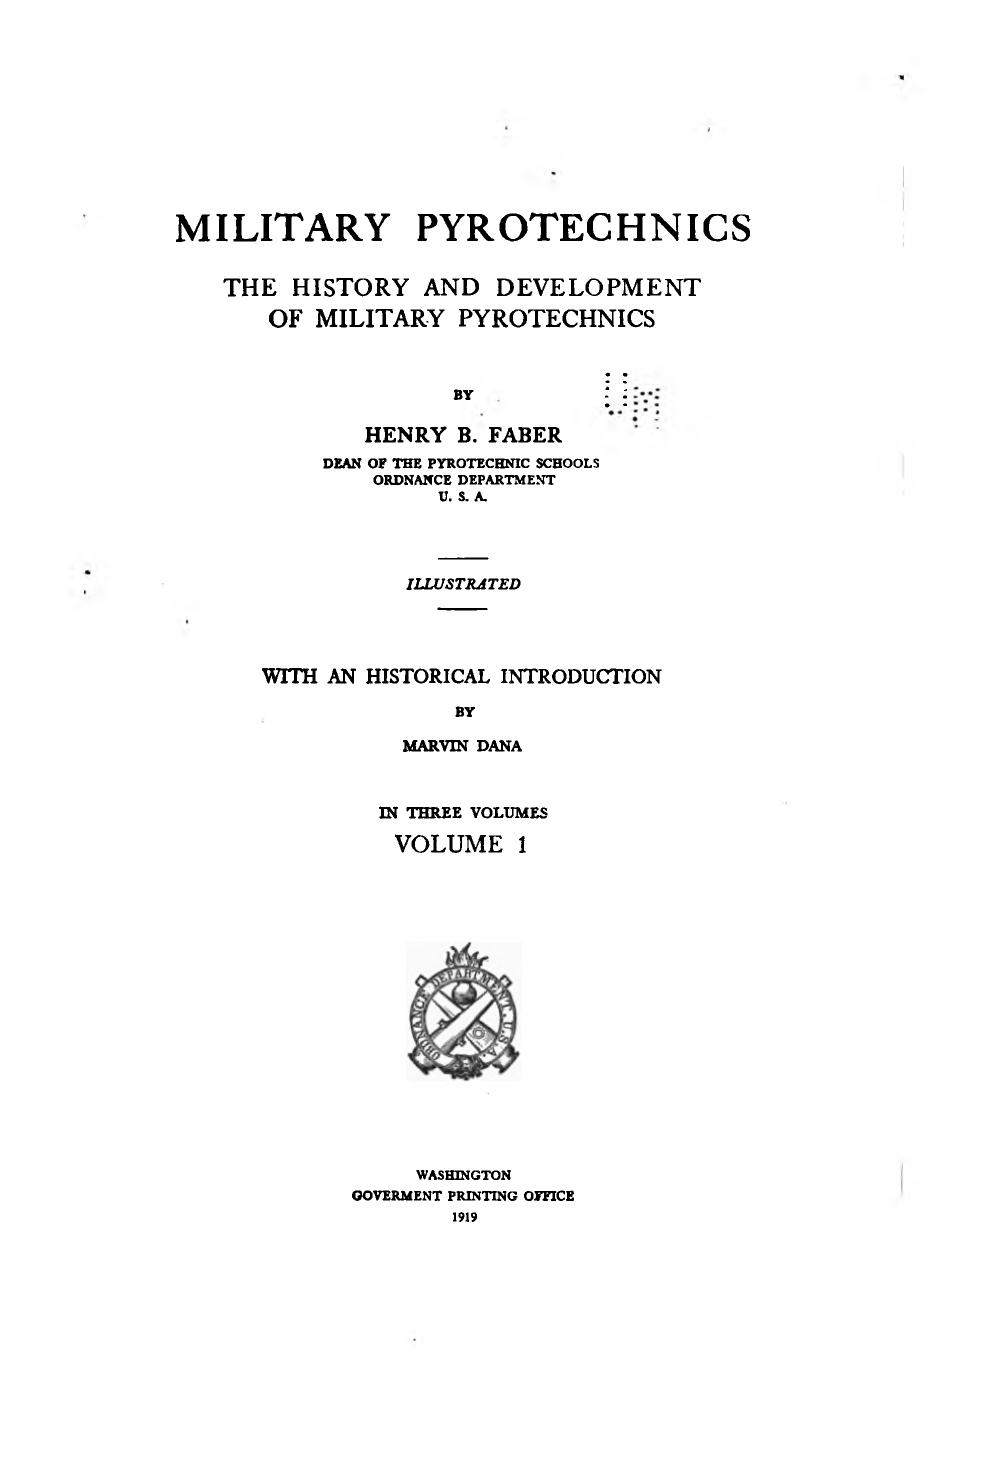 MILITARY PYROTECHNICS
THE HISTORY AND DEVELOPMENT
OF MILITARY PYROTECHNICS
BY
HENRY B. FABER
DEAN OF THE PYROTECHNIC SCHOOLS
ORDNANCE DEPARTMENT
U. S. A.
ILLUSTRATED
WITH AN HISTORICAL INTRODUCTION
BY
MARVIN DANA
IN THREE VOLUMES
VOLUME 1
ORDNANCE DEPARTMENT. U.S.A.
WASHINGTON
GOVERMENT PRINTING OFFICE
1919